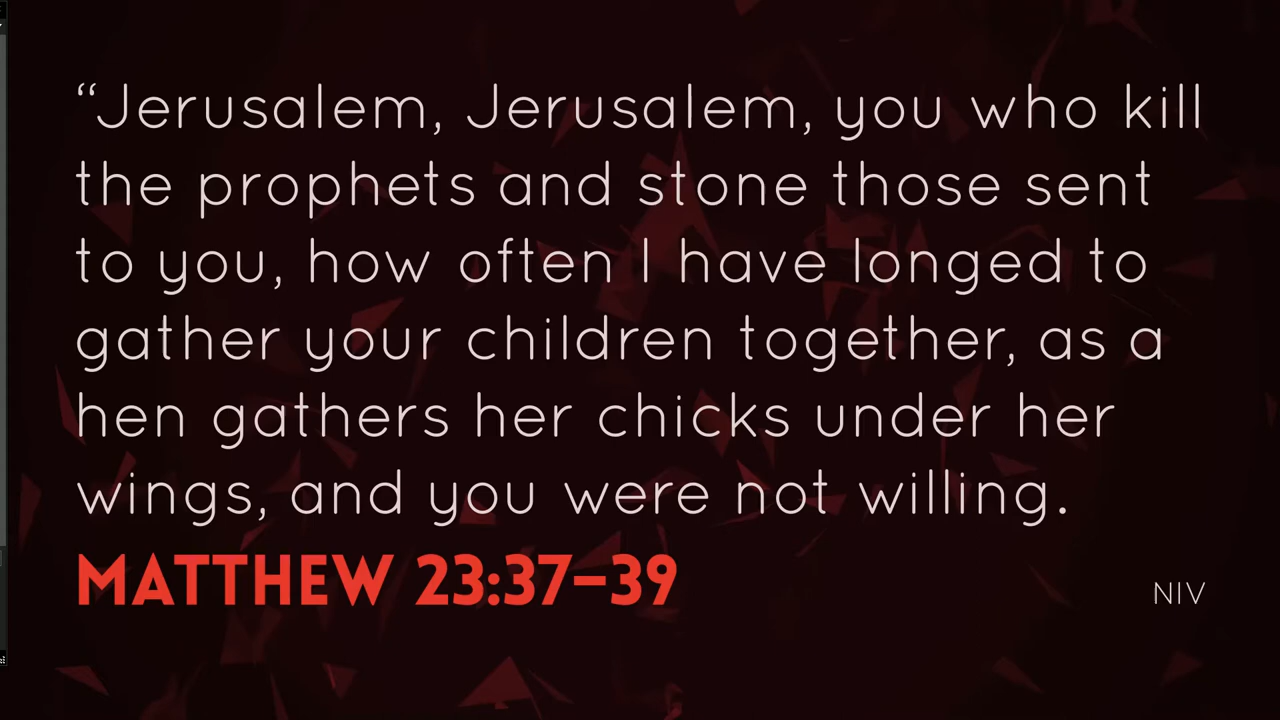 “Jerusalem, Jerusalem, you who kill
the prophets and stone those sent
to you, how often I have longed to
gather your children together, as a
hen gathers her chicks under her
wings, and you were not willing.
MATTHEW 23:37–39
NIV